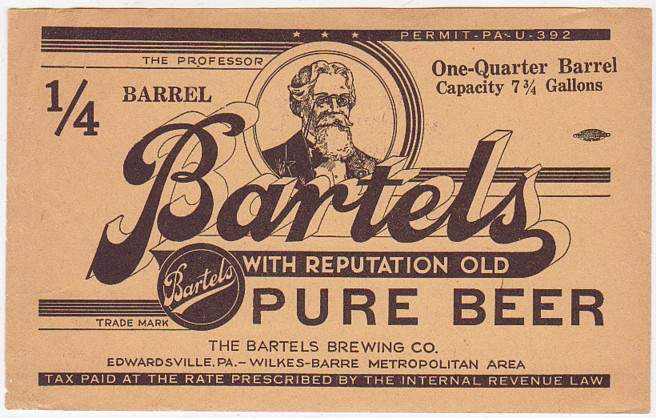 PERMIT-PA-U-392
THE PROFESSOR
1/4 BARREL
One-Quarter Barrel
Capacity 7¾ Gallons
Bartels
Bartels
WITH REPUTATION OLD
PURE BEER
TRADE MARK
THE BARTELS BREWING CO.
EDWARDSVILLE, PA.– WILKES-BARRE METROPOLITAN AREA
TAX PAID AT THE RATE PRESCRIBED BY THE INTERNAL REVENUE LAW